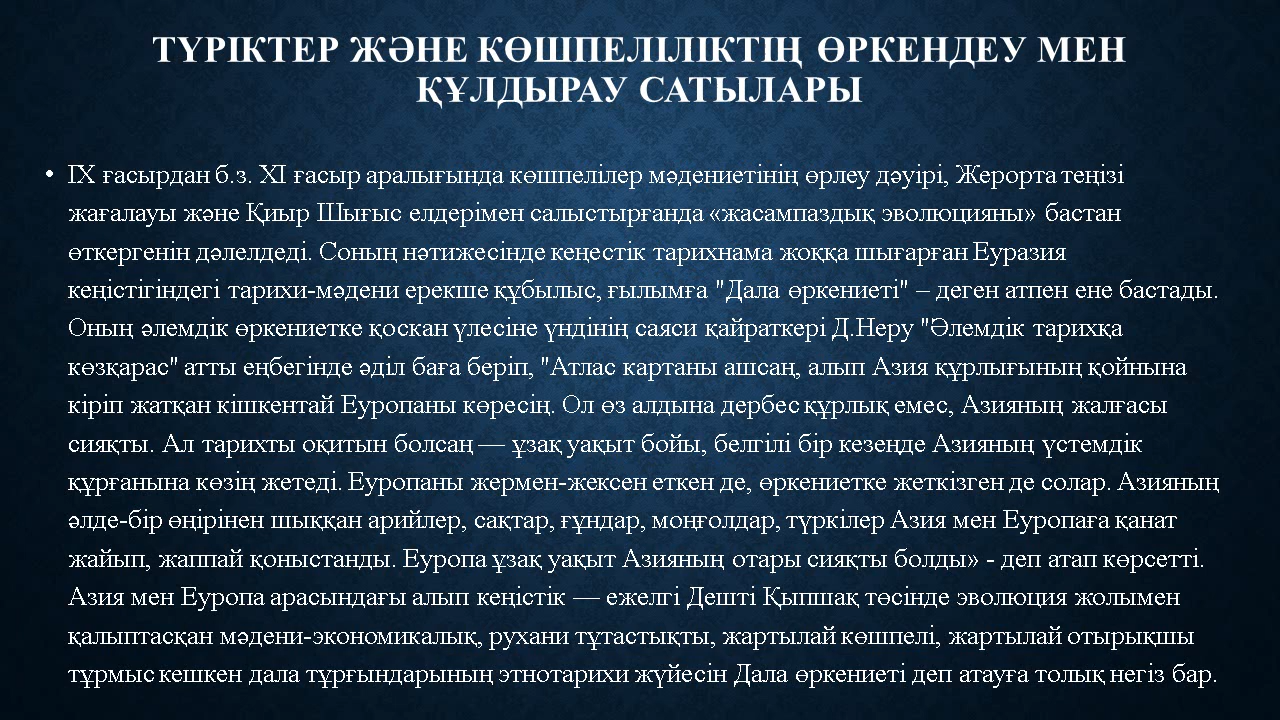 ТҮРІКТЕР ЖӘНЕ КӨШПЕЛІЛІКТІҢ ӨРКЕНДЕУ МЕН
ҚҰЛДЫРАУ САТЫЛАРЫ
• IX ғасырдан б.з. XI ғасыр аралығында көшпелілер мәдениетінің өрлеу дәуірі, Жерорта теңізі
жағалауы және Қиыр Шығыс елдерімен салыстырғанда «жасампаздық эволюцияны» бастан
өткергенін дәлелдеді. Соның нәтижесінде кеңестік тарихнама жоққа шығарған Еуразия
кеңістігіндегі тарихи-мәдени ерекше құбылыс, ғылымға "Дала өркениеті" – деген атпен ене бастады.
Оның әлемдік өркениетке қоскан үлесіне үндінің саяси қайраткері Д.Неру "Әлемдік тарихқа
көзқарас" атты еңбегінде әділ баға беріп, "Атлас картаны ашсаң, алып Азия құрлығының қойнына
кіріп жатқан кішкентай Еуропаны көресің. Ол өз алдына дербес құрлық емес, Азияның жалғасы
сияқты. Ал тарихты оқитын болсаң — ұзақ уақыт бойы, белгілі бір кезеңде Азияның үстемдік
құрғанына көзің жетеді. Еуропаны жермен-жексен еткен де, өркениетке жеткізген де солар. Азияның
әлде-бір өңірінен шыққан арийлер, сақтар, ғұндар, моңғолдар, түркілер Азия мен Еуропаға қанат
жайып, жаппай қоныстанды. Еуропа ұзақ уақыт Азияның отары сияқты болды» - деп атап көрсетті.
Азия мен Еуропа арасындағы алып кеңістік — ежелгі Дешті Қыпшақ төсінде эволюция жолымен
қалыптасқан мәдени-экономикалық, рухани тұтастықты, жартылай көшпелі, жартылай отырықшы
тұрмыс кешкен дала тұрғындарының этнотарихи жүйесін Дала өркениеті деп атауға толық негіз бар.